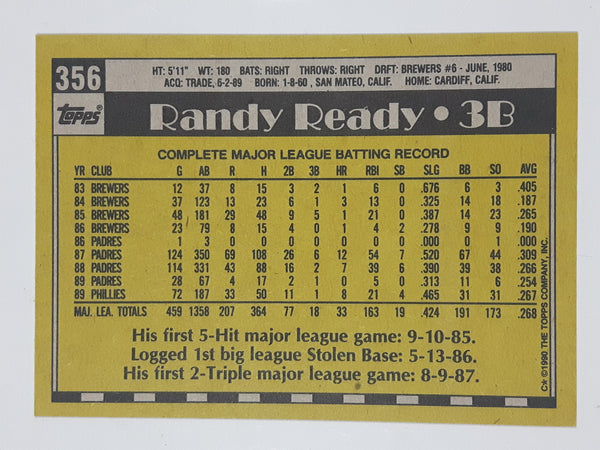 356
HT: 5'11" WT: 180 BATS: RIGHT THROWS: RIGHT DRFT: BREWERS #6 - JUNE, 1980
ACQ: TRADE, 6-2-89 BORN: 1-8-60 , SAN MATEO, CALIF. HOME: CARDIFF, CALIF.
Topps®
Randy Ready • 3B
COMPLETE MAJOR LEAGUE BATTING RECORD
YR CLUB G AB R H 2B 3B HR RBI SB SLG BB SO AVG
83 BREWERS 12 37 8 15 3 2 1 6 0 .676 6 3 .405
84 BREWERS 37 123 13 23 6 1 3 13 0 .325 14 18 .187
85 BREWERS 48 181 29 48 9 5 1 21 0 .387 14 23 .265
86 BREWERS 23 79 8 15 4 0 1 4 2 .278 9 9 .190
86 PADRES 1 3 0 0 0 0 0 0 0 .000 0 1 .000
87 PADRES 124 350 69 108 26 6 12 54 7 .520 67 44 .309
88 PADRES 114 331 43 88 16 2 7 39 6 .390 39 38 .266
89 PADRES 28 67 4 17 2 1 0 5 0 .313 11 6 .254
89 PHILLIES 72 187 33 50 11 1 8 21 4 .465 31 31 .267
MAJ. LEA. TOTALS 459 1358 207 364 77 18 33 163 19 .424 191 173 .268
His first 5-Hit major league game: 9-10-85.
Logged 1st big league Stolen Base: 5-13-86.
His first 2-Triple major league game: 8-9-87.
C* ©1990 THE TOPPS COMPANY, INC.